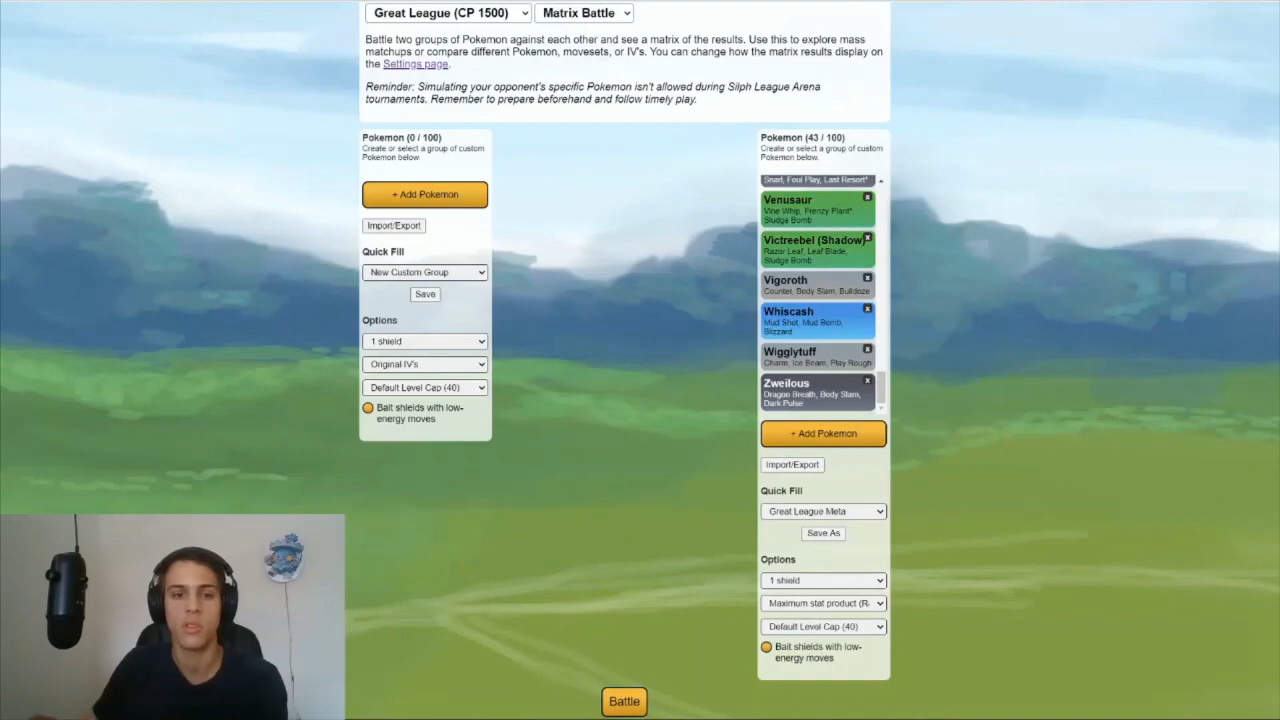 Great League (CP 1500)
Matrix Battle
Battle two groups of Pokemon against each other and see a matrix of the results. Use this to explore mass
matchups or compare different Pokemon, movesets, or IV's. You can change how the matrix results display on
the Settings page.
Reminder: Simulating your opponent's specific Pokemon isn't allowed during Silph League Arena
tournaments. Remember to prepare beforehand and follow timely play.
Pokemon (0 / 100)
Create or select a group of custom
Pokemon below.
+ Add Pokemon
Import/Export
Quick Fill
New Custom Group
Save
Options
1 shield
Original IV's
Default Level Cap (40)
Bait shields with low-
energy moves
Pokemon (43 / 100)
Create or select a group of custom
Pokemon below.
Snarl, Foul Play, Last Resort*
Venusaur
Vine Whip, Frenzy Plant*,
Sludge Bomb
Victreebel (Shadow)
Razor Leaf, Leaf Blade,
Sludge Bomb
Vigoroth
Counter, Body Slam, Bulldoze
Whiscash
Mud Shot, Mud Bomb,
Blizzard
Wigglytuff
Charm, Ice Beam, Play Rough
Zweilous
Dragon Breath, Body Slam,
Dark Pulse
+ Add Pokemon
Import/Export
Quick Fill
Great League Meta
Save As
Options
1 shield
Maximum stat product (R
Default Level Cap (40)
Bait shields with low-
energy moves
Battle